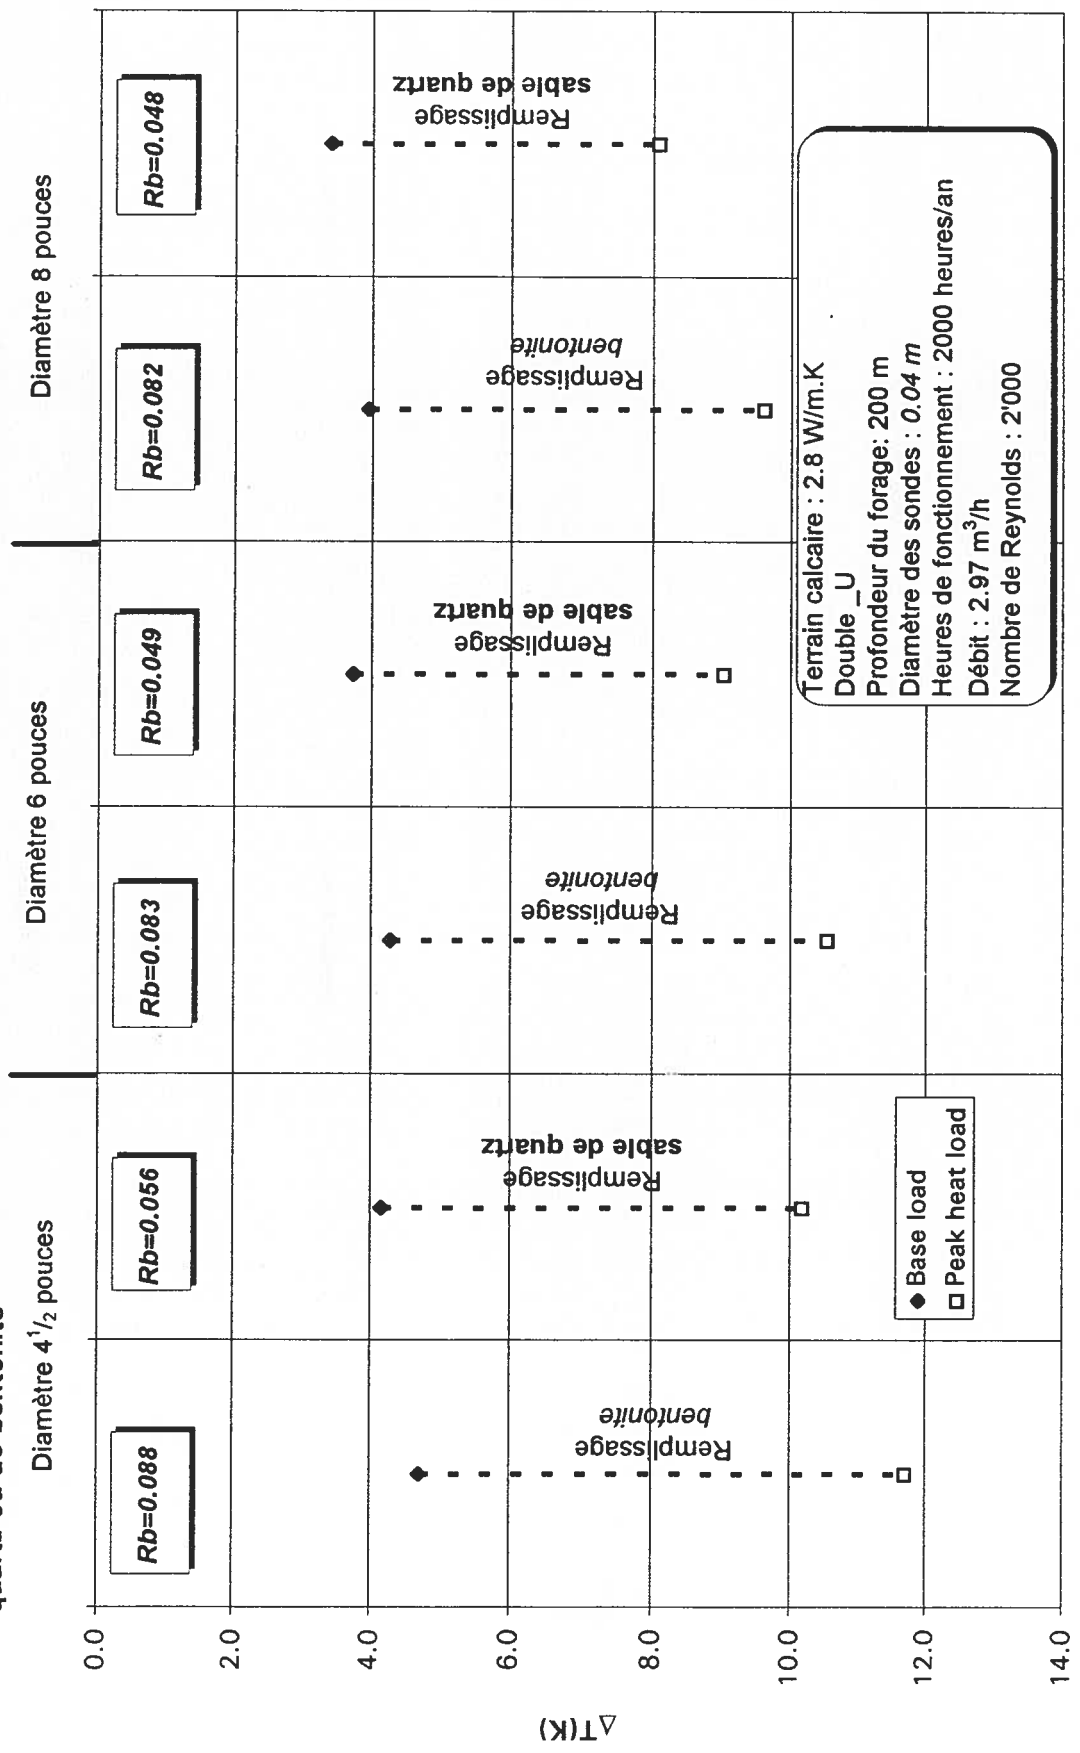 Diamètre 4 1/2 pouces
Diamètre 6 pouces
Diamètre 8 pouces
Rb=0.088
Rb=0.056
Rb=0.083
Rb=0.049
Rb=0.082
Rb=0.048
0.0
2.0
4.0
6.0
8.0
10.0
12.0
14.0
ΔT(K)
Remplissage
bentonite
Remplissage
sable de quartz
Remplissage
bentonite
Remplissage
sable de quartz
Remplissage
bentonite
Remplissage
sable de quartz
Base load
Peak heat load
Terrain calcaire : 2.8 W/m.K
Double_U
Profondeur du forage: 200 m
Diamètre des sondes : 0.04 m
Heures de fonctionnement : 2000 heures/an
Débit : 2.97 m³/h
Nombre de Reynolds : 2'000